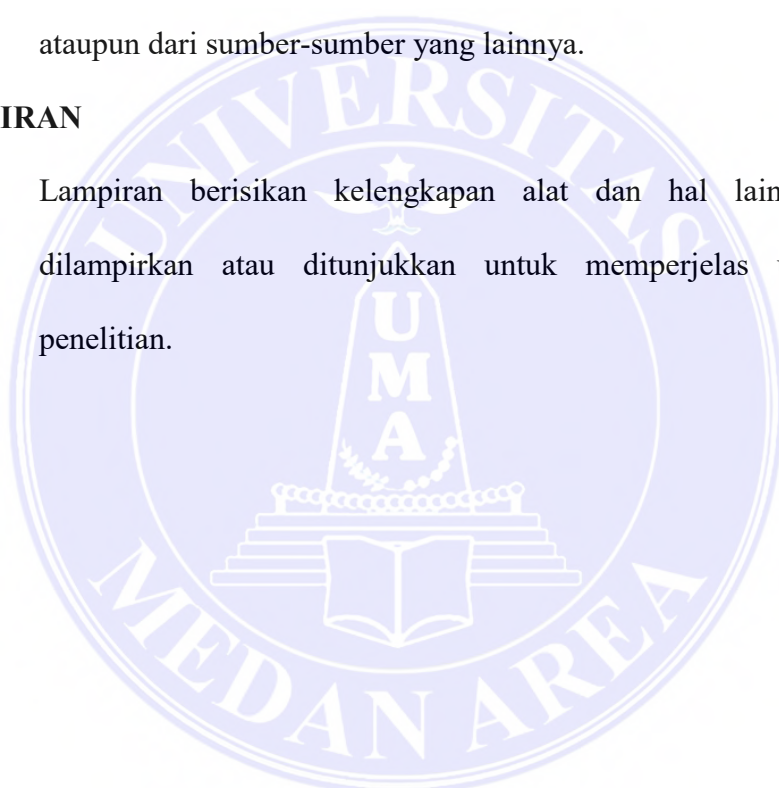 ataupun dari sumber-sumber yang lainnya.
IRAN
Lampiran berisikan kelengkapan alat dan hal lain
dilampirkan atau ditunjukkan untuk memperjelas
penelitian.
UNIVERSITAS
U
M
A
MEDAN AREA